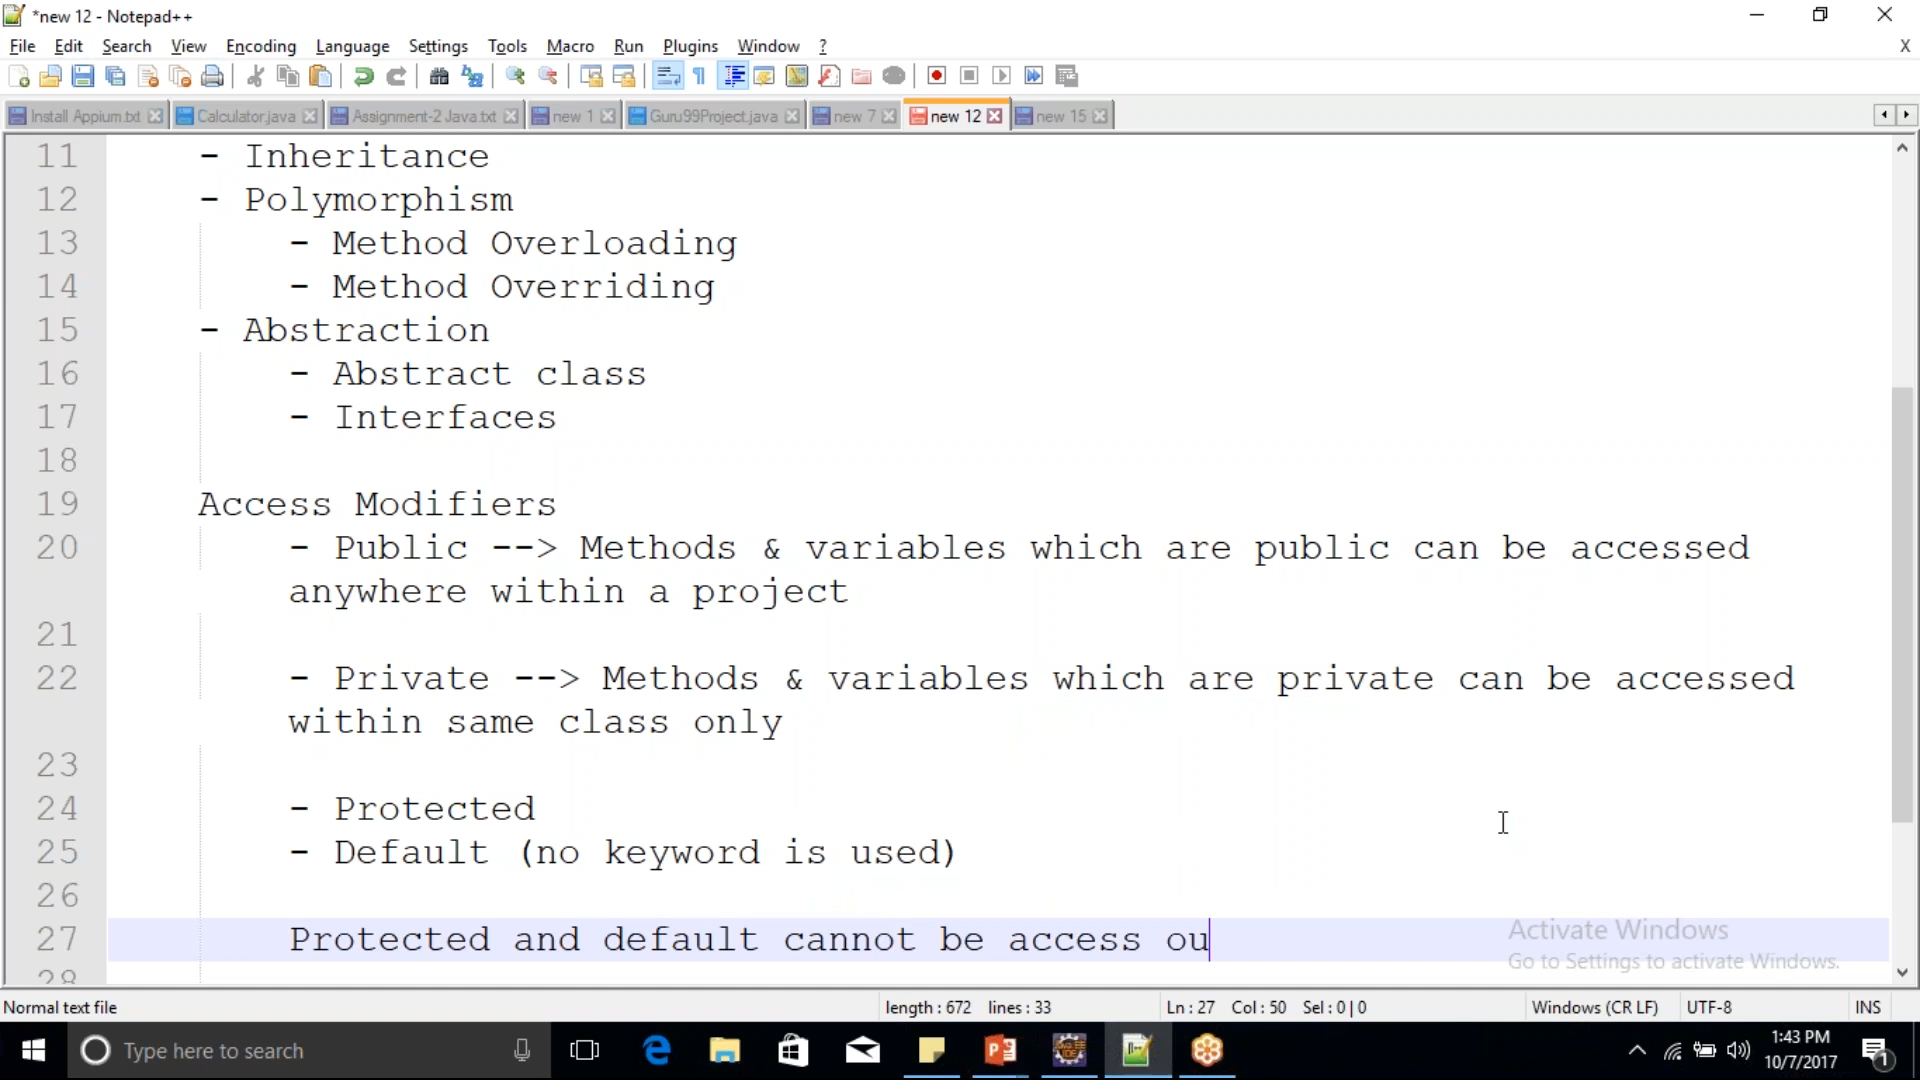 *new 12 - Notepad++
File Edit Search View Encoding Language Settings Tools Macro Run Plugins Window ? X
Install Appium.txt Calculator.java Assignment-2 Java.txt new 1 Guru99Project.java new 7 new 12 new 15
11 - Inheritance
12 - Polymorphism
13 - Method Overloading
14 - Method Overriding
15 - Abstraction
16 - Abstract class
17 - Interfaces
18
19 Access Modifiers
20 - Public --> Methods & variables which are public can be accessed
anywhere within a project
21
22 - Private --> Methods & variables which are private can be accessed
within same class only
23
24 - Protected
25 - Default (no keyword is used)
26
27 Protected and default cannot be access ou
28
Activate Windows
Go to Settings to activate Windows.
Normal text file length : 672 lines : 33 Ln : 27 Col : 50 Sel : 0 | 0 Windows (CR LF) UTF-8 INS
Type here to search 1:43 PM
10/7/2017 1